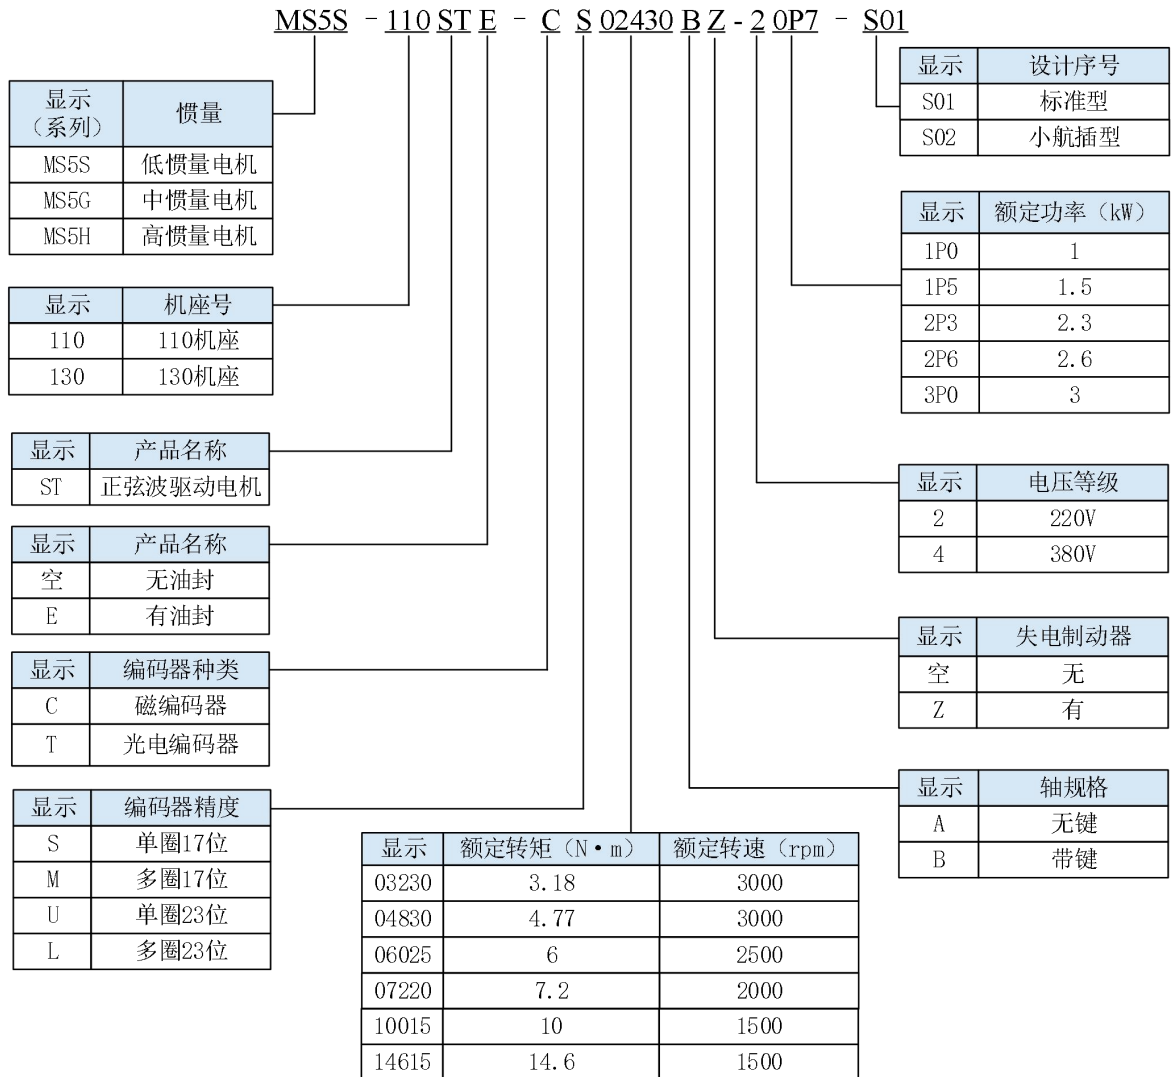 MS5S - 110 ST E - C S 02430 B Z - 2 0P7 - S01
显示（系列） 惯量
MS5S 低惯量电机
MS5G 中惯量电机
MS5H 高惯量电机
显示 机座号
110 110机座
130 130机座
显示 产品名称
ST 正弦波驱动电机
显示 产品名称
空 无油封
E 有油封
显示 编码器种类
C 磁编码器
T 光电编码器
显示 编码器精度
S 单圈17位
M 多圈17位
U 单圈23位
L 多圈23位
显示 额定转矩（N·m） 额定转速（rpm）
03230 3.18 3000
04830 4.77 3000
06025 6 2500
07220 7.2 2000
10015 10 1500
14615 14.6 1500
显示 设计序号
S01 标准型
S02 小航插型
显示 额定功率（kW）
1P0 1
1P5 1.5
2P3 2.3
2P6 2.6
3P0 3
显示 电压等级
2 220V
4 380V
显示 失电制动器
空 无
Z 有
显示 轴规格
A 无键
B 带键